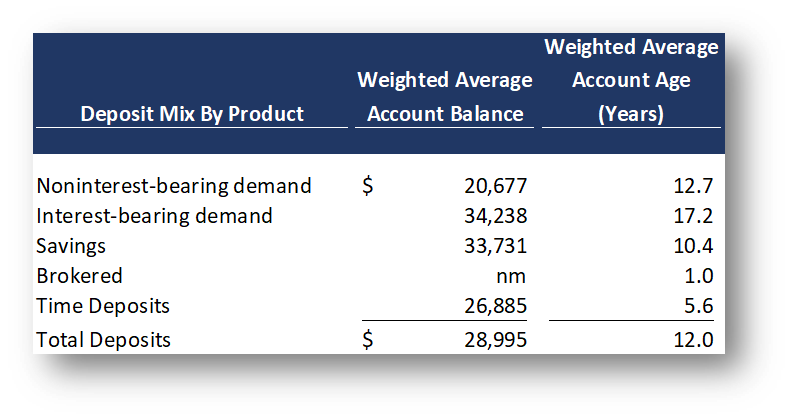 Deposit Mix By Product Weighted Average Account Balance Weighted Average Account Age (Years)
Noninterest-bearing demand $ 20,677 12.7
Interest-bearing demand 34,238 17.2
Savings 33,731 10.4
Brokered nm 1.0
Time Deposits 26,885 5.6
Total Deposits $ 28,995 12.0